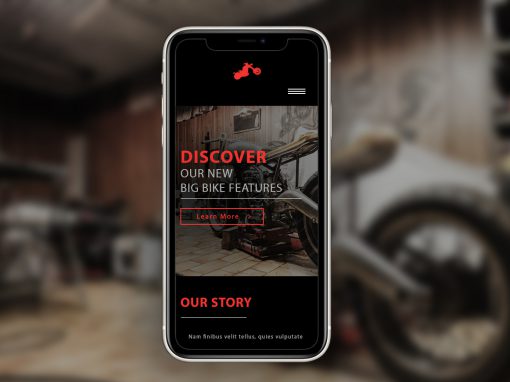 DISCOVER
OUR NEW
BIG BIKE FEATURES
Learn More >
OUR STORY
Nam finibus velit tellus, quies vulputate